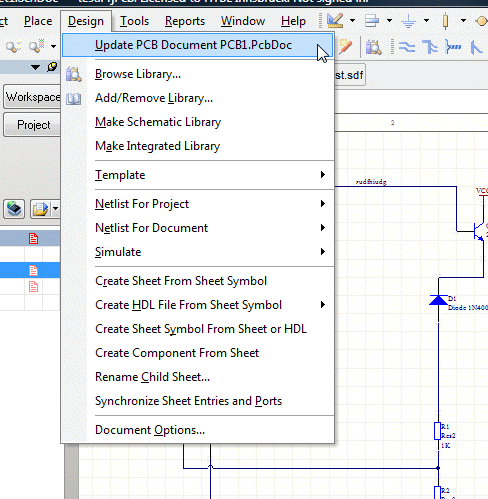 Place Design Tools Reports Window Help
Update PCB Document PCB1.PcbDoc
st.sdf
Workspace
Browse Library...
Add/Remove Library...
Project
Make Schematic Library
2
Make Integrated Library
Template
sudfhiudg
VCC
Netlist For Project
Netlist For Document
Simulate
Create Sheet From Sheet Symbol
D1
Create HDL File From Sheet Symbol
Diode 1N400
Create Sheet Symbol From Sheet or HDL
Create Component From Sheet
Rename Child Sheet...
Synchronize Sheet Entries and Ports
Document Options...
R1
Res2
1K
R2